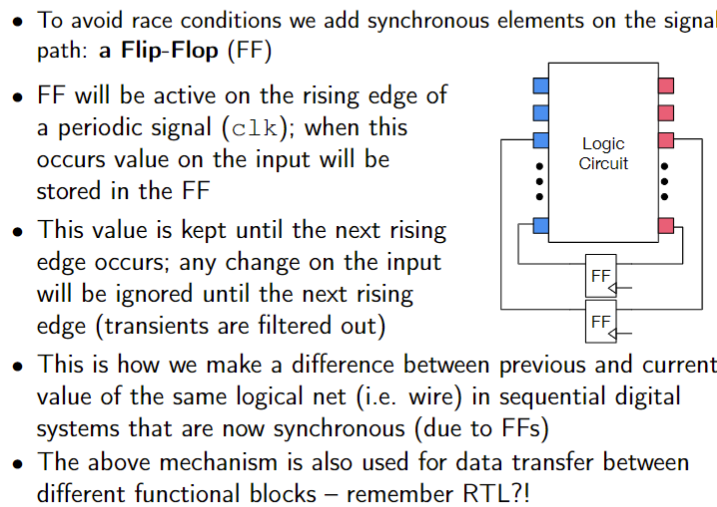 • To avoid race conditions we add synchronous elements on the signal
path: a Flip-Flop (FF)
• FF will be active on the rising edge of
a periodic signal (clk); when this
occurs value on the input will be
stored in the FF
• This value is kept until the next rising
edge occurs; any change on the input
will be ignored until the next rising
edge (transients are filtered out)
Logic
Circuit
FF
FF
• This is how we make a difference between previous and current
value of the same logical net (i.e. wire) in sequential digital
systems that are now synchronous (due to FFs)
• The above mechanism is also used for data transfer between
different functional blocks – remember RTL?!